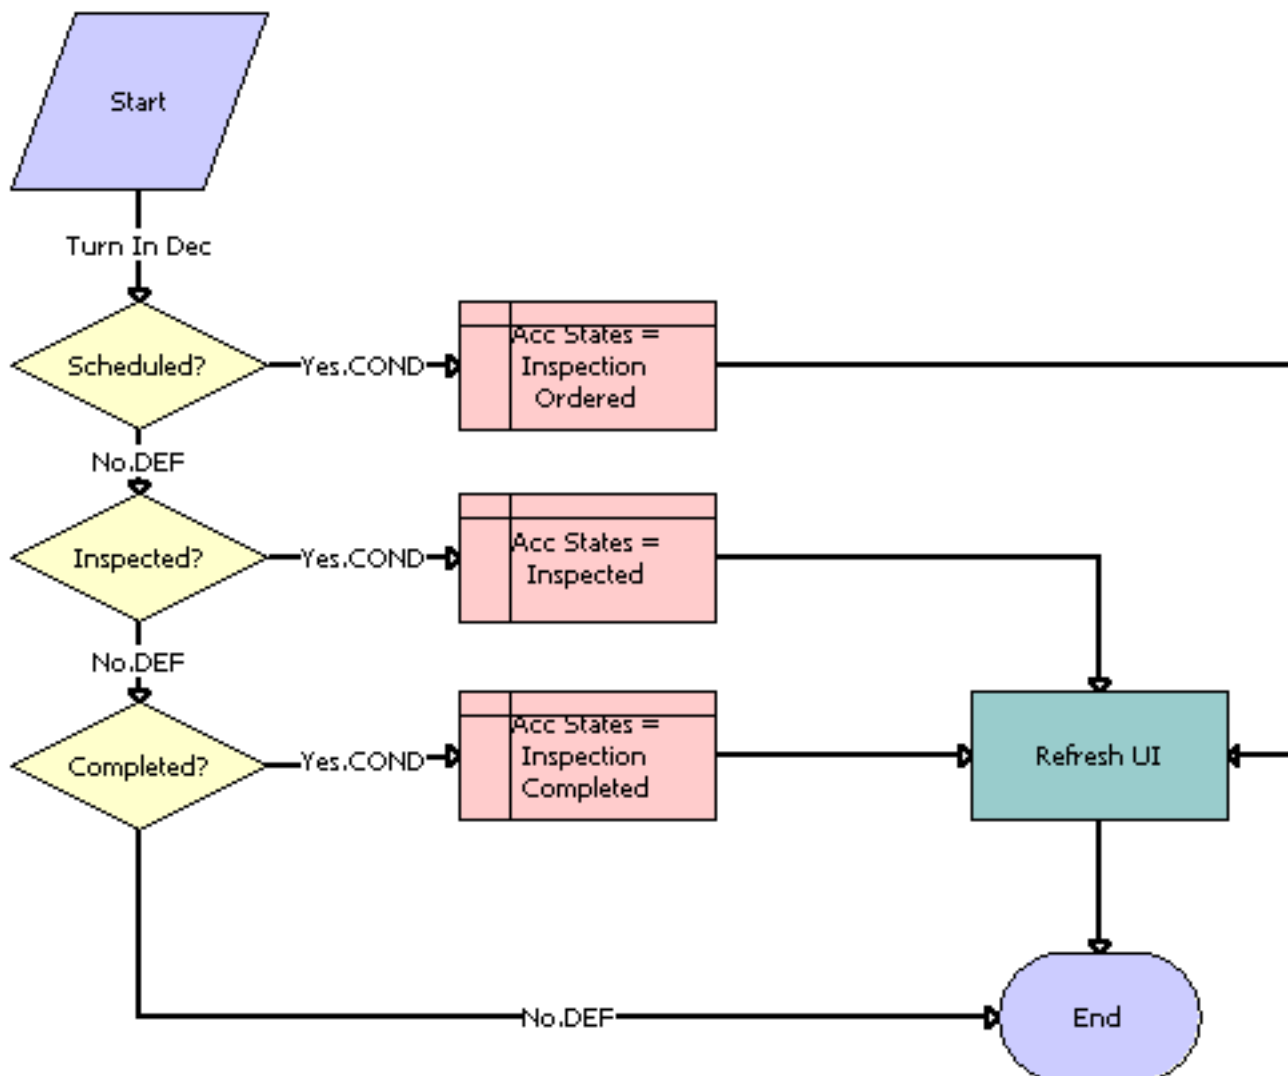 Start
Turn In Dec
Scheduled?
Yes.COND
Acc States =
Inspection
Ordered
No.DEF
Inspected?
Yes.COND
Acc States =
Inspected
No.DEF
Completed?
Yes.COND
Acc States =
Inspection
Completed
Refresh UI
No.DEF
End